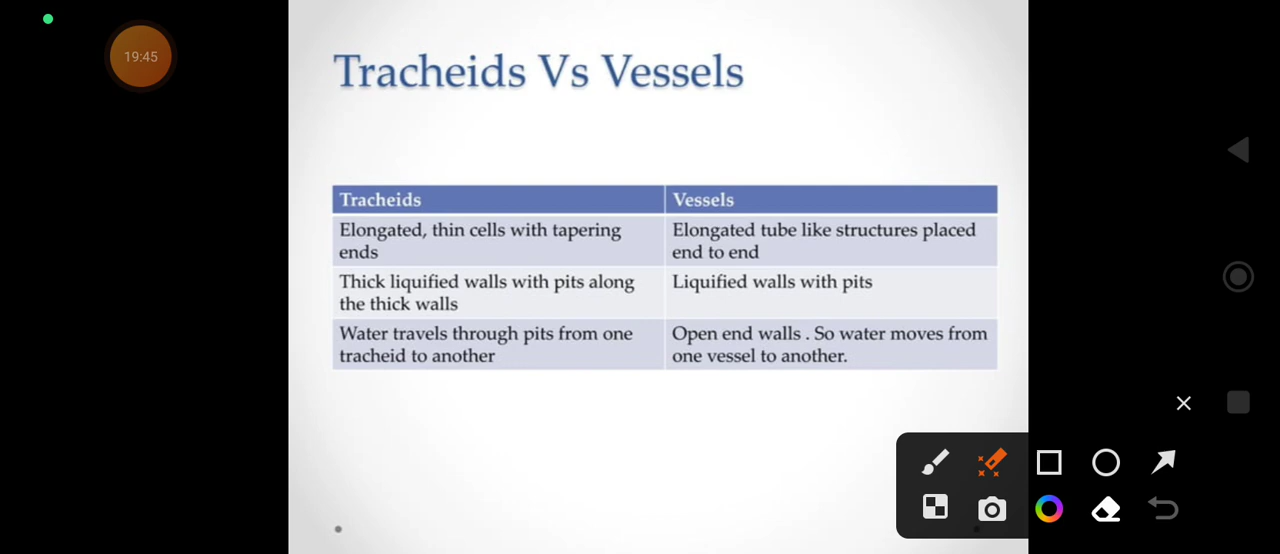 19:45
Tracheids Vs Vessels
Tracheids
Vessels
Elongated, thin cells with tapering
ends
Elongated tube like structures placed
end to end
Thick liquified walls with pits along
the thick walls
Liquified walls with pits
Water travels through pits from one
tracheid to another
Open end walls . So water moves from
one vessel to another.